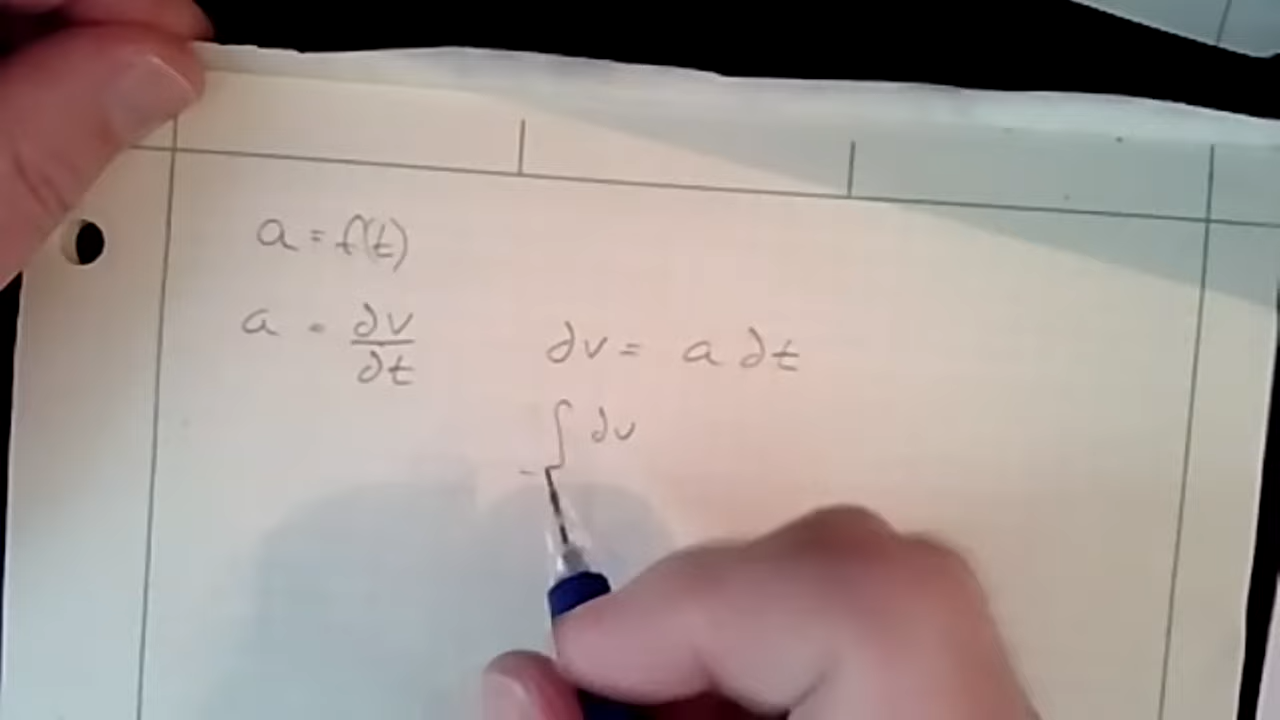 a = f(t)
a = ∂v/∂t   ∂v = a ∂t
∫ ∂v